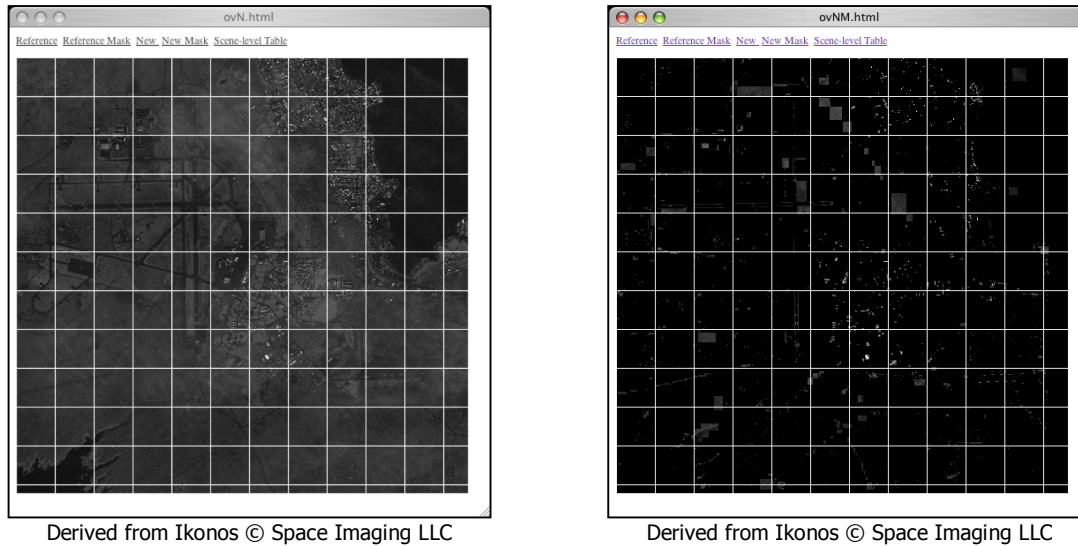 ovN.html
Reference Reference Mask New New Mask Scene-level Table
Derived from Ikonos © Space Imaging LLC
ovNM.html
Reference Reference Mask New New Mask Scene-level Table
Derived from Ikonos © Space Imaging LLC